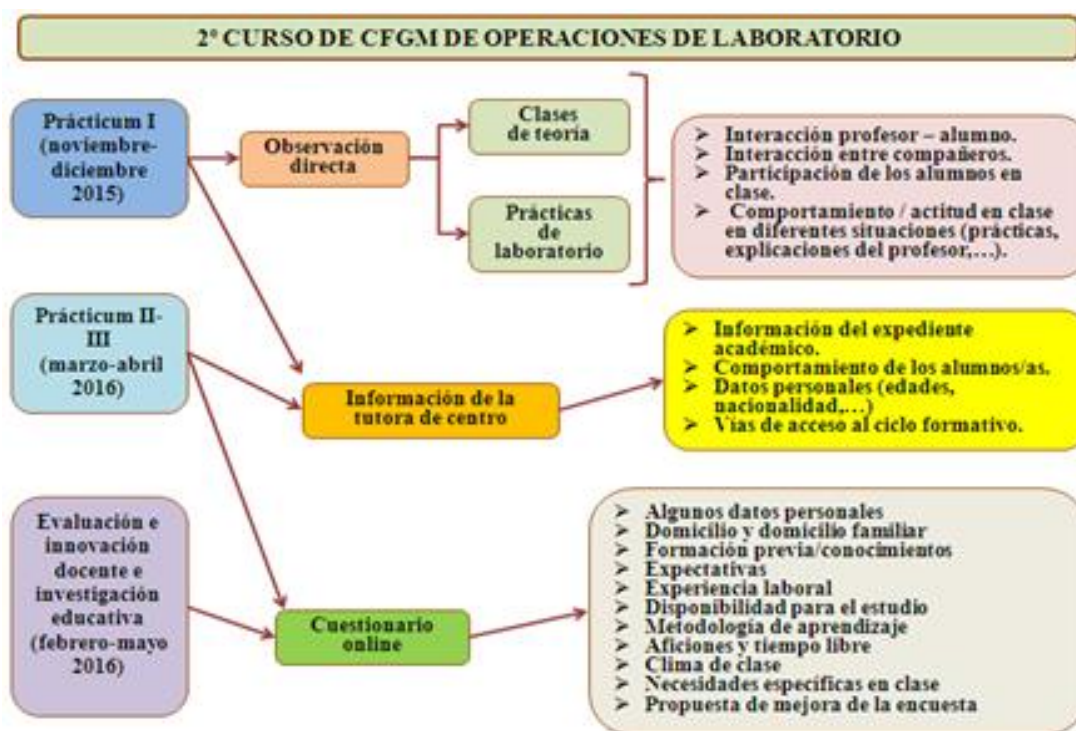 2º CURSO DE CFGM DE OPERACIONES DE LABORATORIO
Prácticum I
(noviembre-
diciembre
2015)
Observación
directa
Clases
de teoría
Prácticas
de
laboratorio
➢ Interacción profesor – alumno.
➢ Interacción entre compañeros.
➢ Participación de los alumnos en
clase.
➢ Comportamiento / actitud en clase
en diferentes situaciones (prácticas,
explicaciones del profesor,…).
Prácticum II-
III
(marzo-abril
2016)
Información de la
tutora de centro
➢ Información del expediente
académico.
➢ Comportamiento de los alumnos/as.
➢ Datos personales (edades,
nacionalidad,…)
➢ Vías de acceso al ciclo formativo.
Evaluación e
innovación
docente e
investigación
educativa
(febrero-mayo
2016)
Cuestionario
online
➢ Algunos datos personales
➢ Domicilio y domicilio familiar
➢ Formación previa/conocimientos
➢ Expectativas
➢ Experiencia laboral
➢ Disponibilidad para el estudio
➢ Metodología de aprendizaje
➢ Aficiones y tiempo libre
➢ Clima de clase
➢ Necesidades específicas en clase
➢ Propuesta de mejora de la encuesta